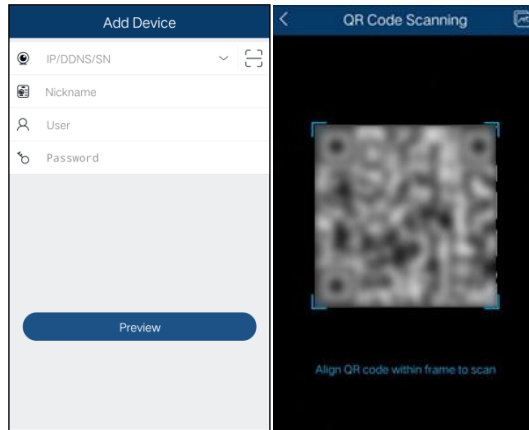 Add Device
IP/DDNS/SN
Nickname
User
Password
Preview
QR Code Scanning
Align QR code within frame to scan